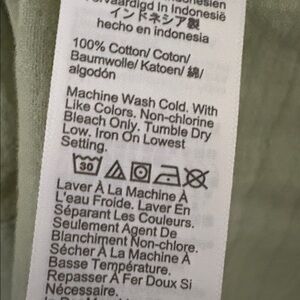 Vervaardigd In Indonesië
インドネシア製
hecho en indonesia
100% Cotton/ Coton/
Baumwolle/ Katoen/ 綿/
algodón
Machine Wash Cold. With
Like Colors. Non-chlorine
Bleach Only. Tumble Dry
Low. Iron On Lowest
Setting.
30
Laver À La Machine À
L'eau Froide. Laver En
Séparant Les Couleurs.
Seulement Agent De
Blanchiment Non-chlore.
Sécher À La Machine À
Basse Température.
Repasser À Fer Doux Si
Nécessaire.